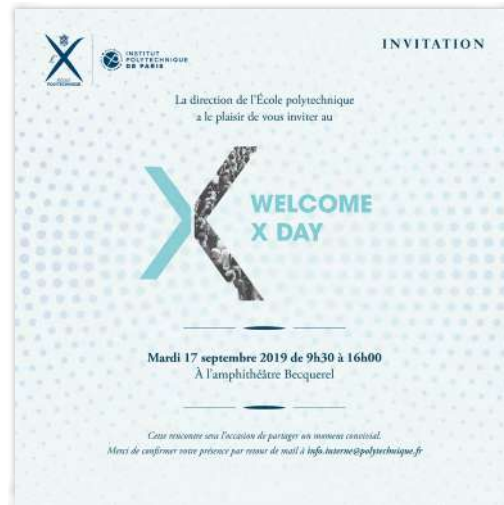 INVITATION
ÉCOLE
POLYTECHNIQUE
INSTITUT
POLYTECHNIQUE
DE PARIS
La direction de l'École polytechnique
a le plaisir de vous inviter au
WELCOME
X DAY
Mardi 17 septembre 2019 de 9h30 à 16h00
À l'amphithéâtre Becquerel
Cette rencontre sera l'occasion de partager un moment convivial.
Merci de confirmer votre présence par retour de mail à info.interne@polytechnique.fr